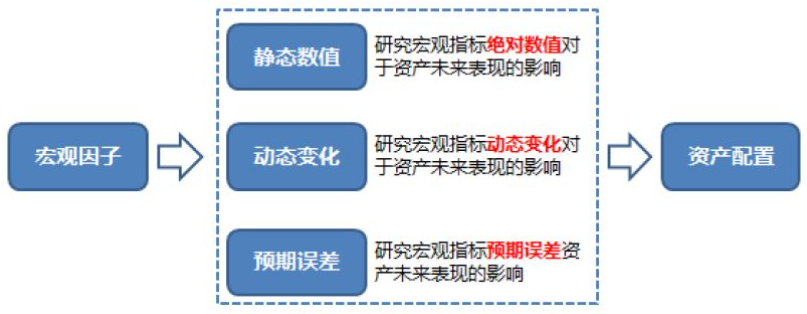 宏观因子
静态数值
研究宏观指标绝对数值对
于资产未来表现的影响
动态变化
研究宏观指标动态变化对
于资产未来表现的影响
预期误差
研究宏观指标预期误差资
产未来表现的影响
资产配置